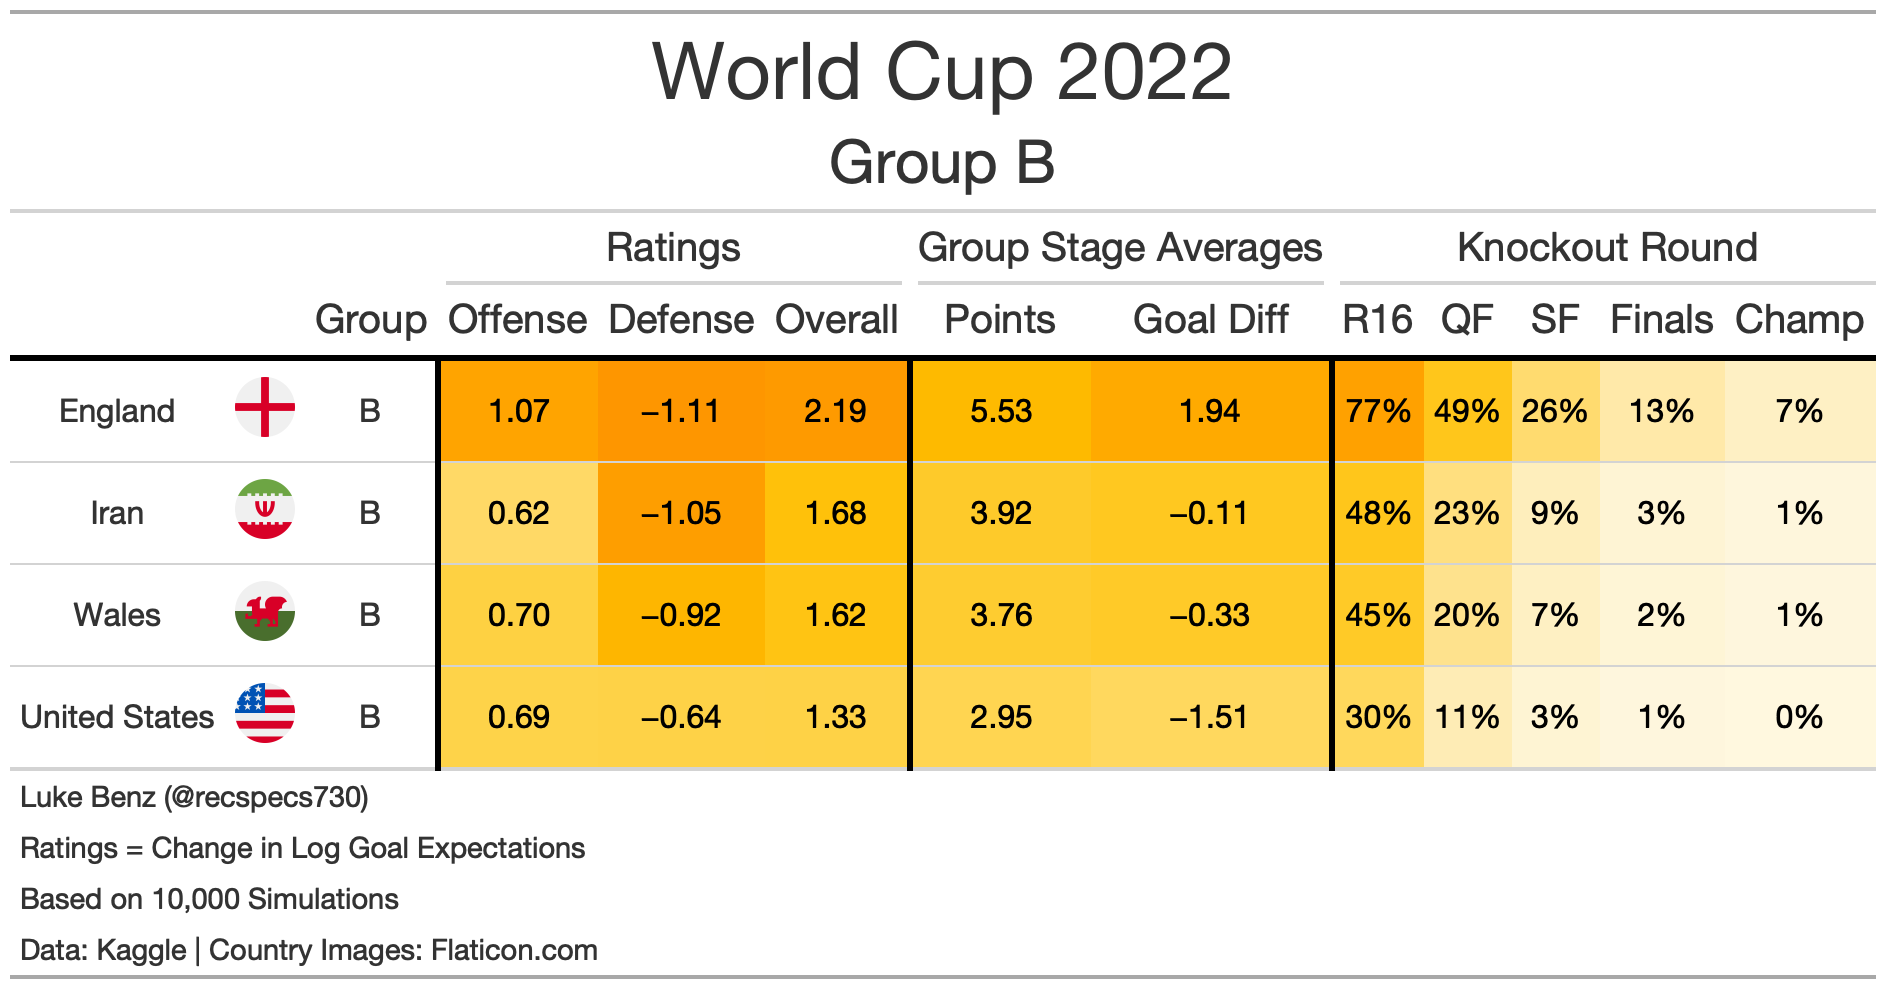 World Cup 2022
Group B
Ratings Group Stage Averages Knockout Round
Group Offense Defense Overall Points Goal Diff R16 QF SF Finals Champ
England B 1.07 −1.11 2.19 5.53 1.94 77% 49% 26% 13% 7%
Iran B 0.62 −1.05 1.68 3.92 −0.11 48% 23% 9% 3% 1%
Wales B 0.70 −0.92 1.62 3.76 −0.33 45% 20% 7% 2% 1%
United States B 0.69 −0.64 1.33 2.95 −1.51 30% 11% 3% 1% 0%
Luke Benz (@recspecs730)
Ratings = Change in Log Goal Expectations
Based on 10,000 Simulations
Data: Kaggle | Country Images: Flaticon.com